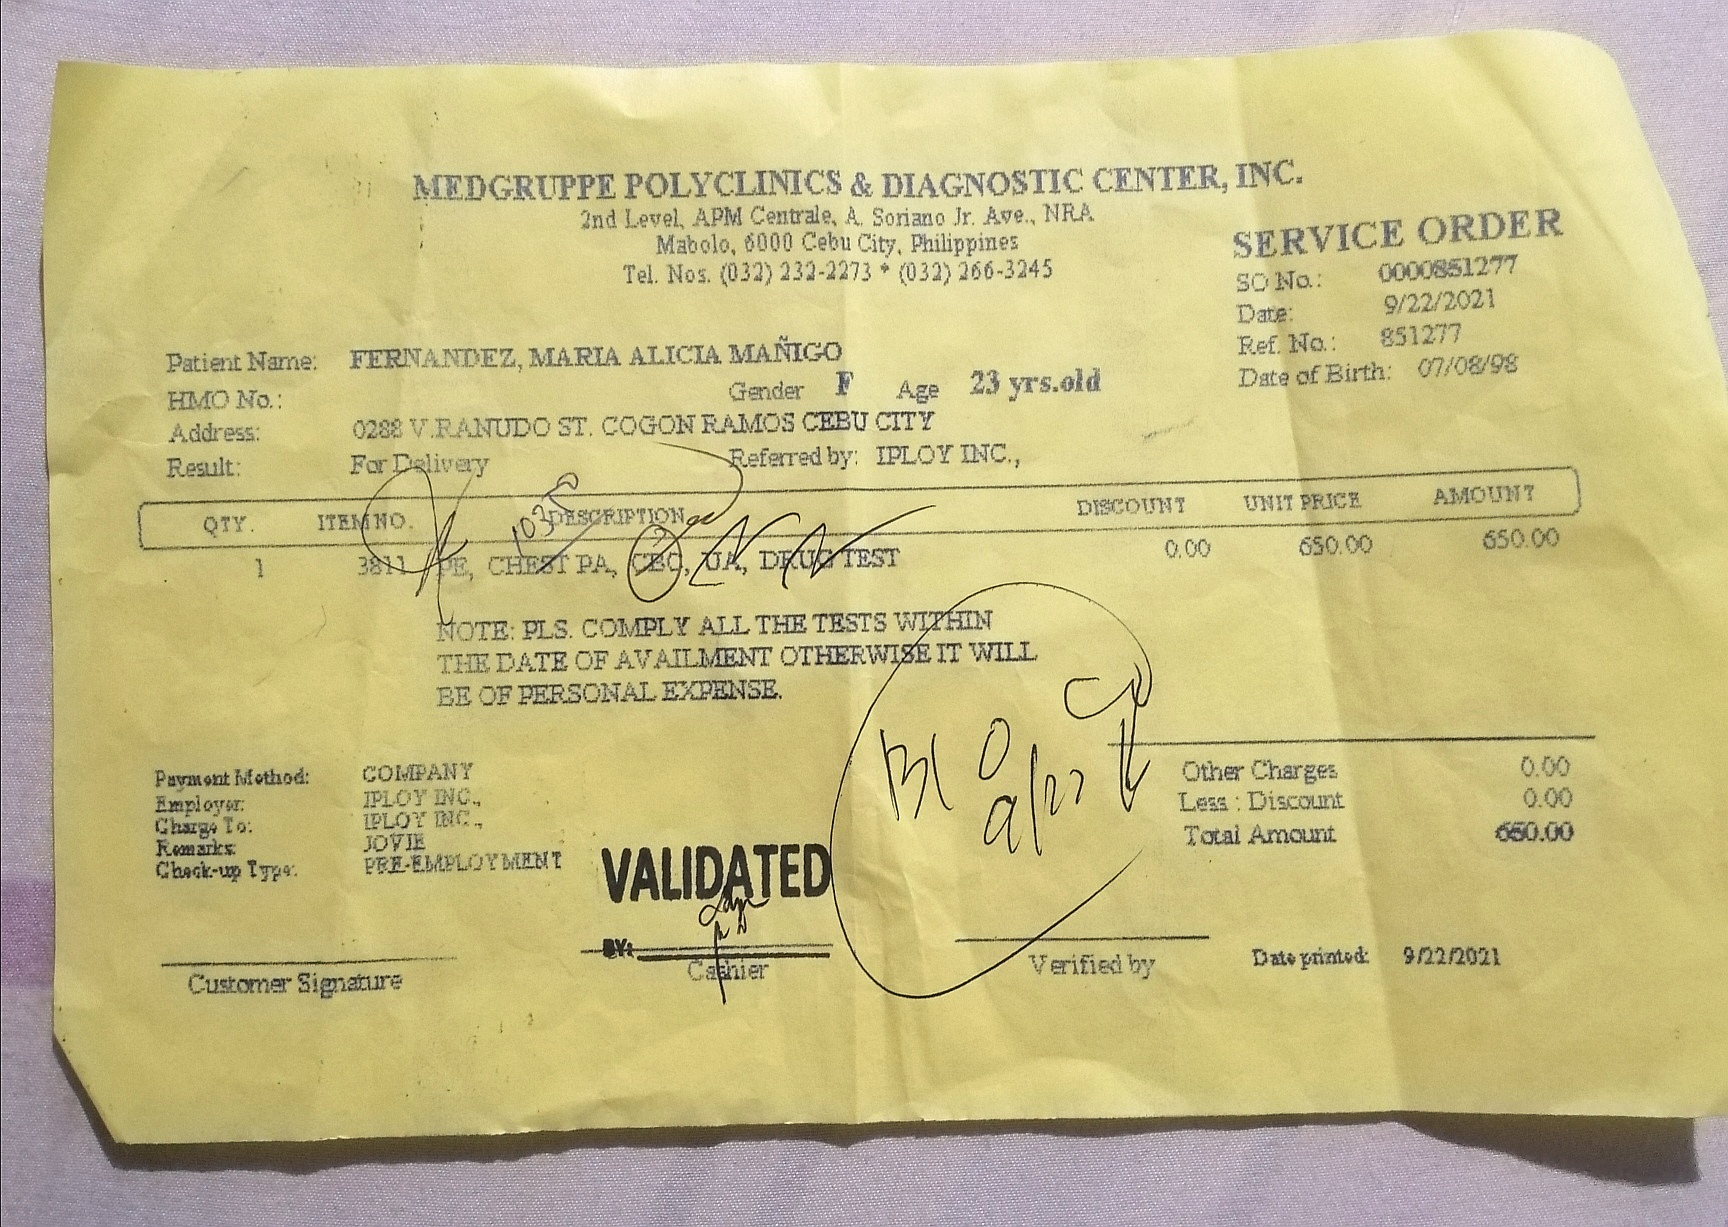 MEDGRUPPE POLYCLINICS & DIAGNOSTIC CENTER, INC.
2nd Level, APM Centrale, A. Soriano Jr. Ave., NRA
Mabolo, 6000 Cebu City, Philippines
Tel. Nos. (032) 232-2273 * (032) 266-3245
SERVICE ORDER
SO No.: 0000851277
Date: 9/22/2021
Ref. No.: 851277
Date of Birth: 07/08/98
Patient Name: FERNANDEZ, MARIA ALICIA MAÑIGO
HMO No.: Gender F Age 23 yrs.old
Address: 0288 V.RANUDO ST. COGON RAMOS CEBU CITY
Result: For Delivery Referred by: IPLOY INC.,
QTY. ITEM NO. DESCRIPTION DISCOUNT UNIT PRICE AMOUNT
1 3811 PE, CHEST PA, CBC, UA, DRUG TEST 0.00 650.00 650.00
NOTE: PLS. COMPLY ALL THE TESTS WITHIN
THE DATE OF AVAILMENT OTHERWISE IT WILL
BE OF PERSONAL EXPENSE.
Payment Method: COMPANY
Employer: IPLOY INC.,
Charge To: IPLOY INC.,
Remarks: JOVIE
Check-up Type: PRE-EMPLOYMENT
Other Charges 0.00
Less : Discount 0.00
Total Amount 650.00
VALIDATED
BY:
Customer Signature
Cashier
Verified by
Date printed: 9/22/2021